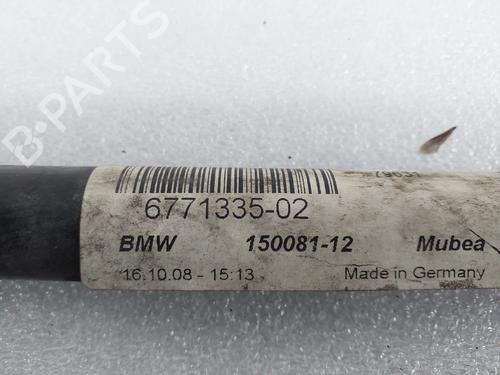 6771335-02
BMW 150081-12 Mubea
16.10.08 - 15:13 Made in Germany
B-PARTS